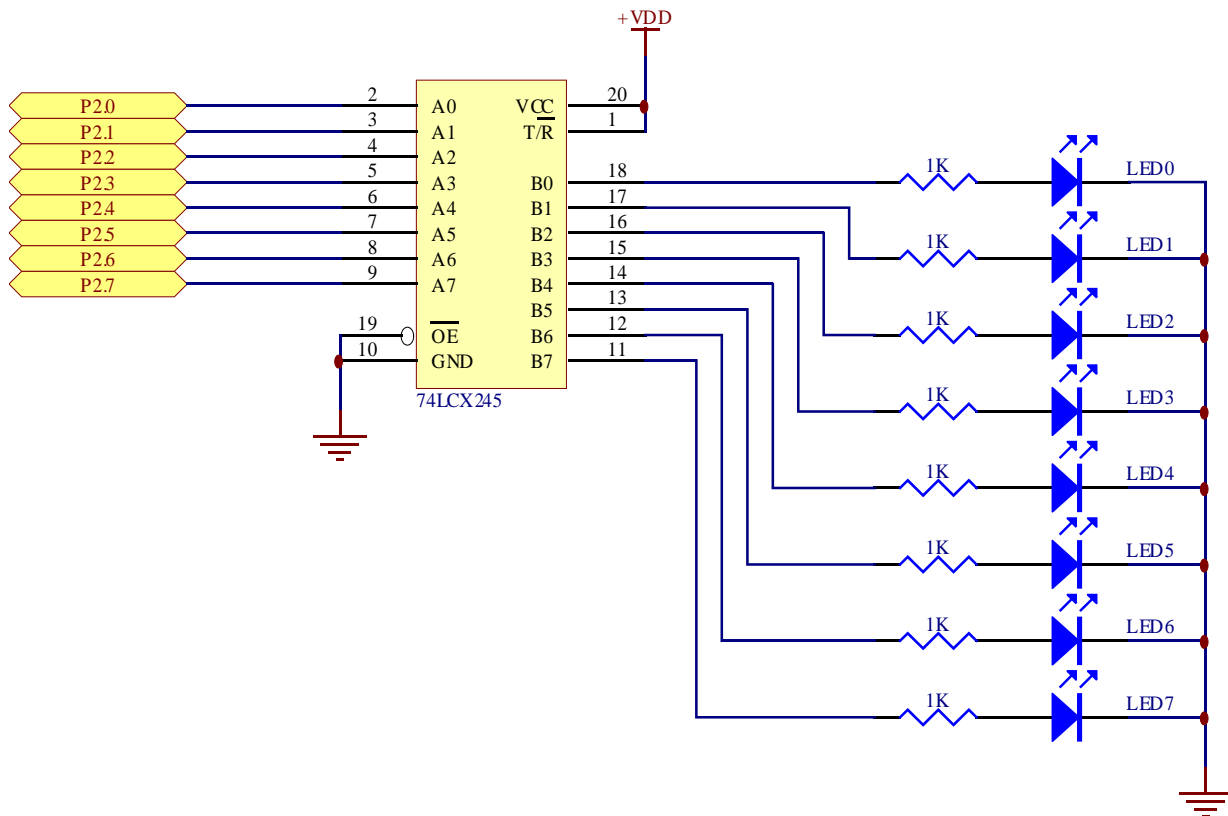 +VDD
P2.0 2 A0 VCC 20
P2.1 3 A1 T/R 1
P2.2 4 A2
P2.3 5 A3 B0 18 1K LED0
P2.4 6 A4 B1 17
P2.5 7 A5 B2 16
P2.6 8 A6 B3 15 1K LED1
P2.7 9 A7 B4 14
B5 13
19 OE B6 12 1K LED2
10 GND B7 11
74LCX245
1K LED3
1K LED4
1K LED5
1K LED6
1K LED7